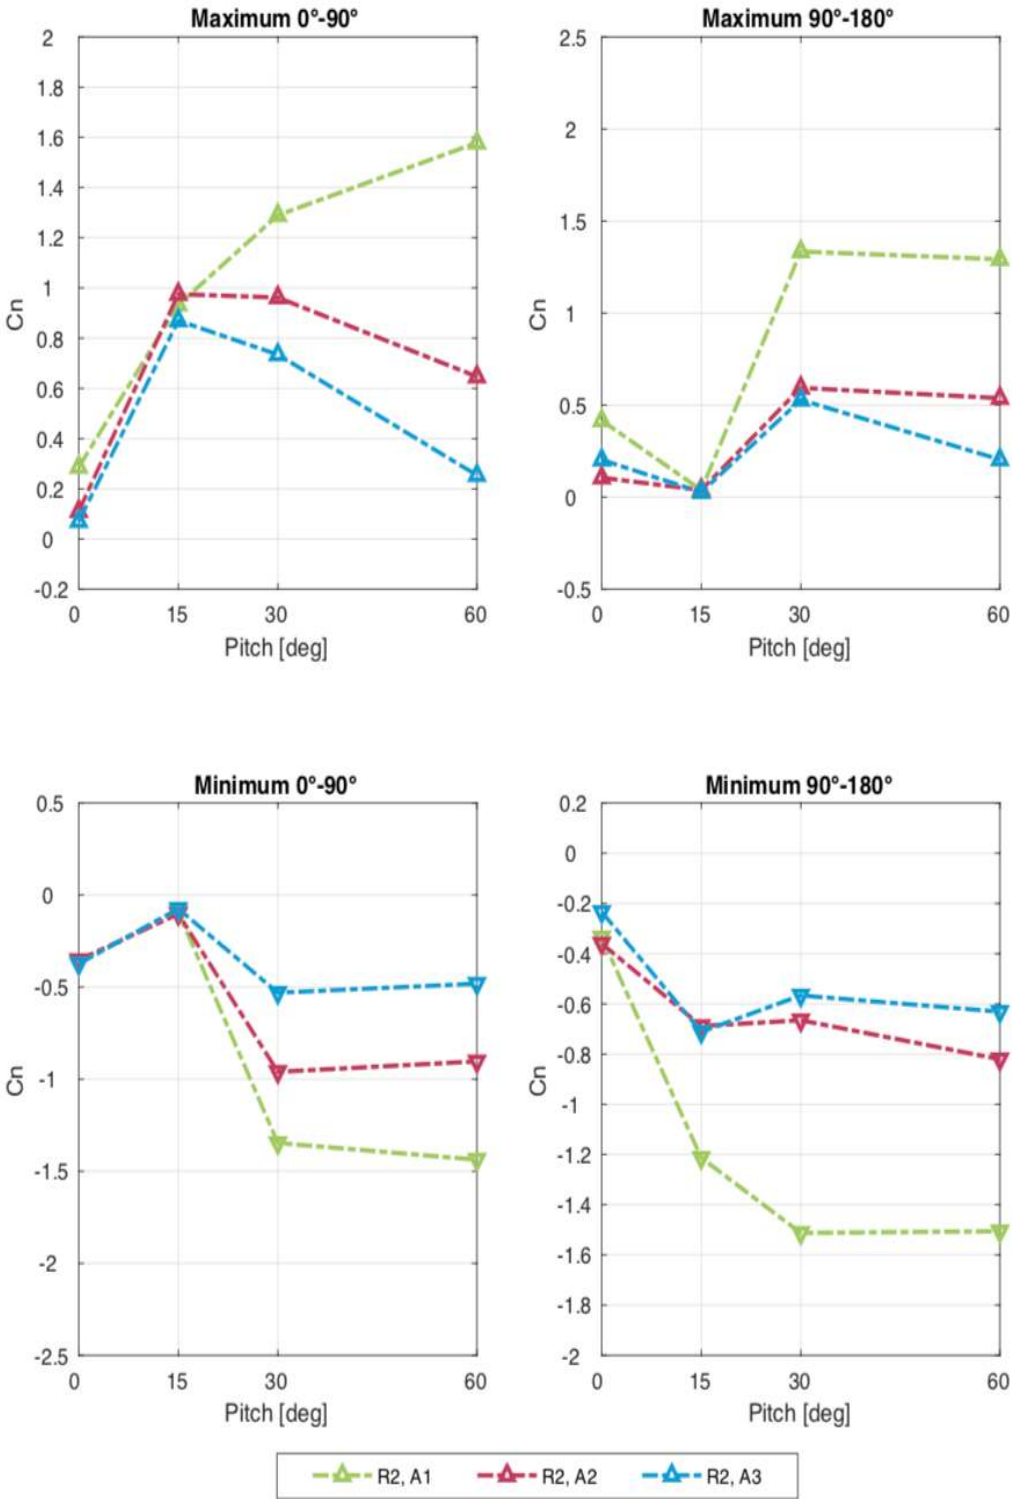 Maximum 0°-90°
2
1.8
1.6
1.4
1.2
1
0.8
0.6
0.4
0.2
0
-0.2
Cn
0 15 30 60
Pitch [deg]
Maximum 90°-180°
2.5
2
1.5
1
0.5
0
-0.5
Cn
0 15 30 60
Pitch [deg]
Minimum 0°-90°
0.5
0
-0.5
-1
-1.5
-2
-2.5
Cn
0 15 30 60
Pitch [deg]
Minimum 90°-180°
0.2
0
-0.2
-0.4
-0.6
-0.8
-1
-1.2
-1.4
-1.6
-1.8
-2
Cn
0 15 30 60
Pitch [deg]
R2, A1 R2, A2 R2, A3